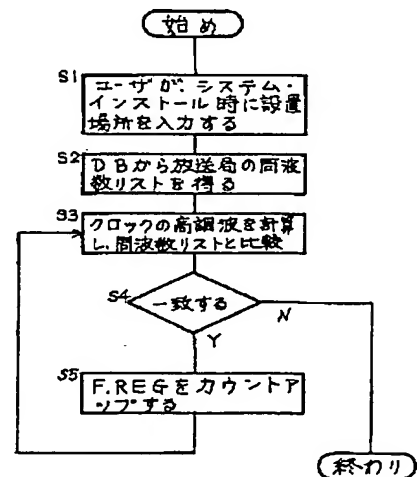 始め
S1
ユーザが、システム・
インストール時に設置
場所を入力する
S2
DBから放送局の周波
数リストを得る
S3
クロックの高調波を計算
し、周波数リストと比較
S4
一致する
N
Y
S5
F.REGをカウントア
ップする
終わり